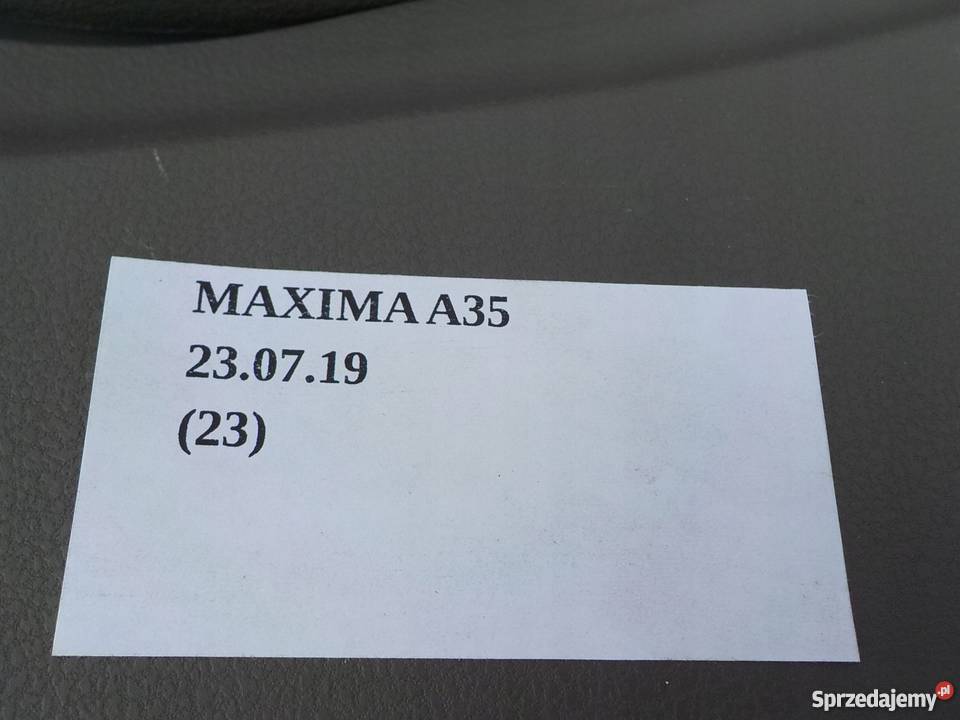 MAXIMA A35
23.07.19
(23)
Sprzedajemy.pl